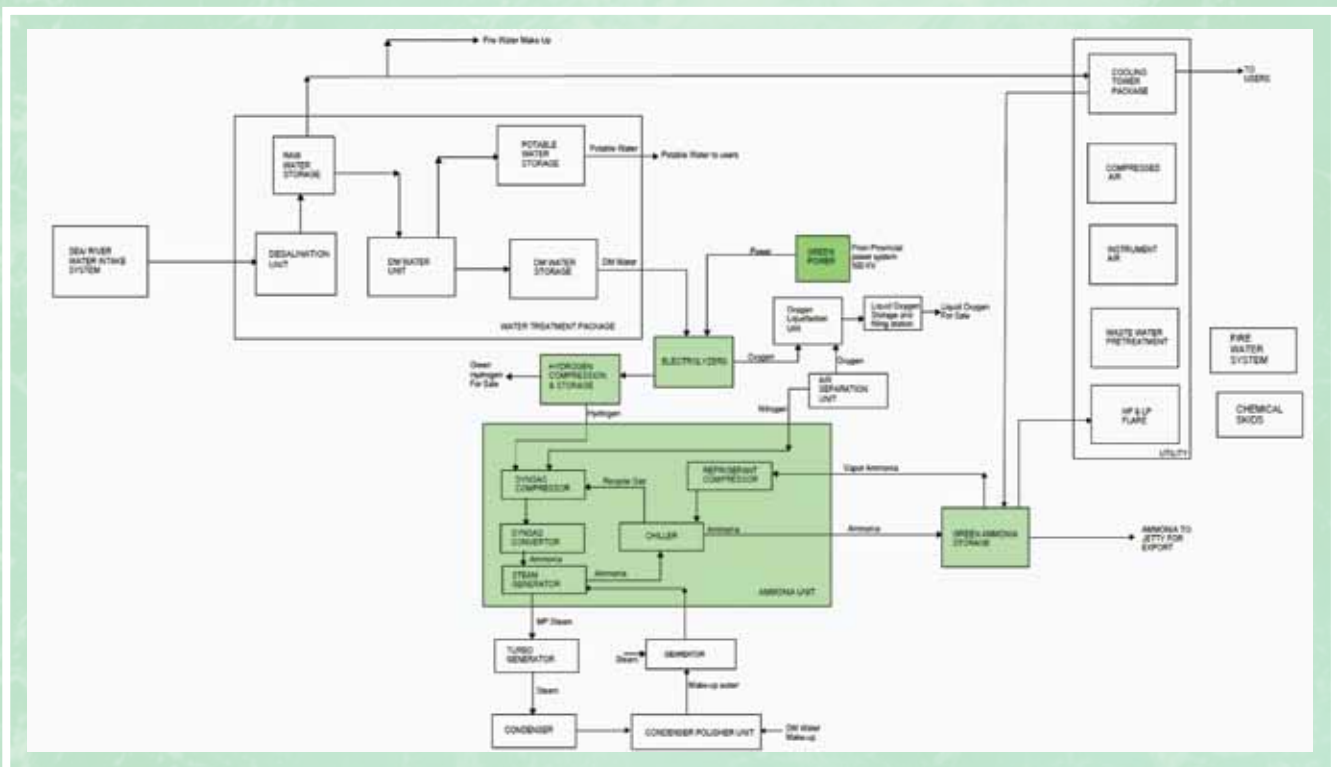 Fire Water Make Up
COOLING
TOWER
PACKAGE
TO
USERS
RAW
WATER
STORAGE
POTABLE
WATER
STORAGE
Potable Water
Potable Water to users
COMPRESSED
AIR
SEA/ RIVER
WATER INTAKE
SYSTEM
DESALINATION
UNIT
DM WATER
UNIT
DM WATER
STORAGE
DM Water
WATER TREATMENT PACKAGE
Power
GREEN
POWER
From Provincial
power system
500 KV
INSTRUMENT
AIR
Oxygen
Liquefaction
Unit
Liquid Oxygen
Storage and
filling station
Liquid Oxygen
For Sale
WASTE WATER
PRETREATMENT
FIRE
WATER
SYSTEM
ELECTROLYZERS
Oxygen
Oxygen
Green
Hydrogen
For Sale
HYDROGEN
COMPRESSION
& STORAGE
AIR
SEPARATION
UNIT
Hydrogen
Nitrogen
HP & LP
FLARE
CHEMICAL
SKIDS
UTILITY
SYNGAS
COMPRESSOR
Recycle Gas
REFRIGERANT
COMPRESSOR
Vapor Ammonia
SYNGAS
CONVERTOR
CHILLER
Ammonia
Ammonia
GREEN AMMONIA
STORAGE
AMMONIA TO
JETTY FOR
EXPORT
Ammonia
STEAM
GENERATOR
Ammonia
AMMONIA UNIT
MP Steam
TURBO
GENERATOR
Steam
Steam
Make-up water
CONDENSER
CONDENSER POLISHER UNIT
DM Water
Make-up